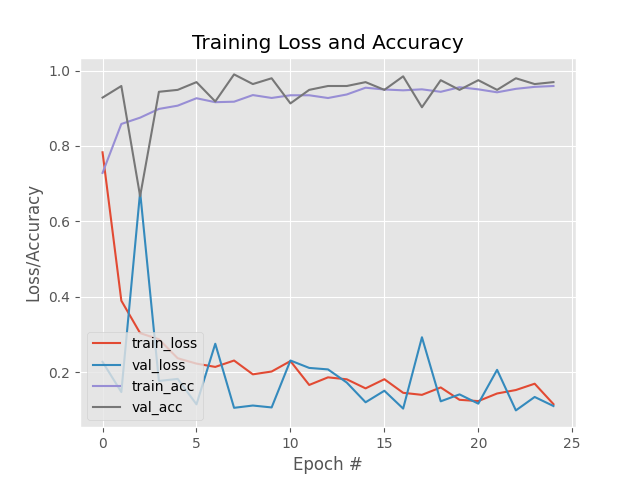 Training Loss and Accuracy
1.0
0.8
0.6
0.4
0.2
Loss/Accuracy
train_loss
val_loss
train_acc
val_acc
0
5
10
15
20
25
Epoch #